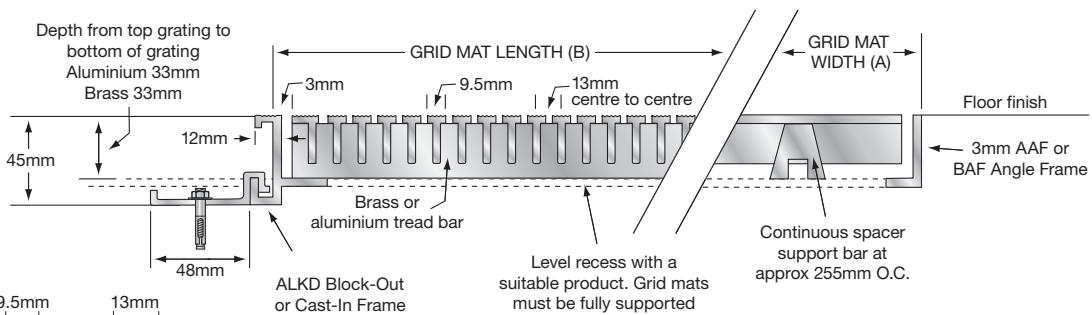 Depth from top grating to
bottom of grating
Aluminium 33mm
Brass 33mm
GRID MAT LENGTH (B)
GRID MAT
WIDTH (A)
3mm
9.5mm
13mm
centre to centre
Floor finish
45mm
12mm
3mm AAF or
BAF Angle Frame
Brass or
aluminium tread bar
48mm
ALKD Block-Out
or Cast-In Frame
Level recess with a
suitable product. Grid mats
must be fully supported
Continuous spacer
support bar at
approx 255mm O.C.
9.5mm
13mm